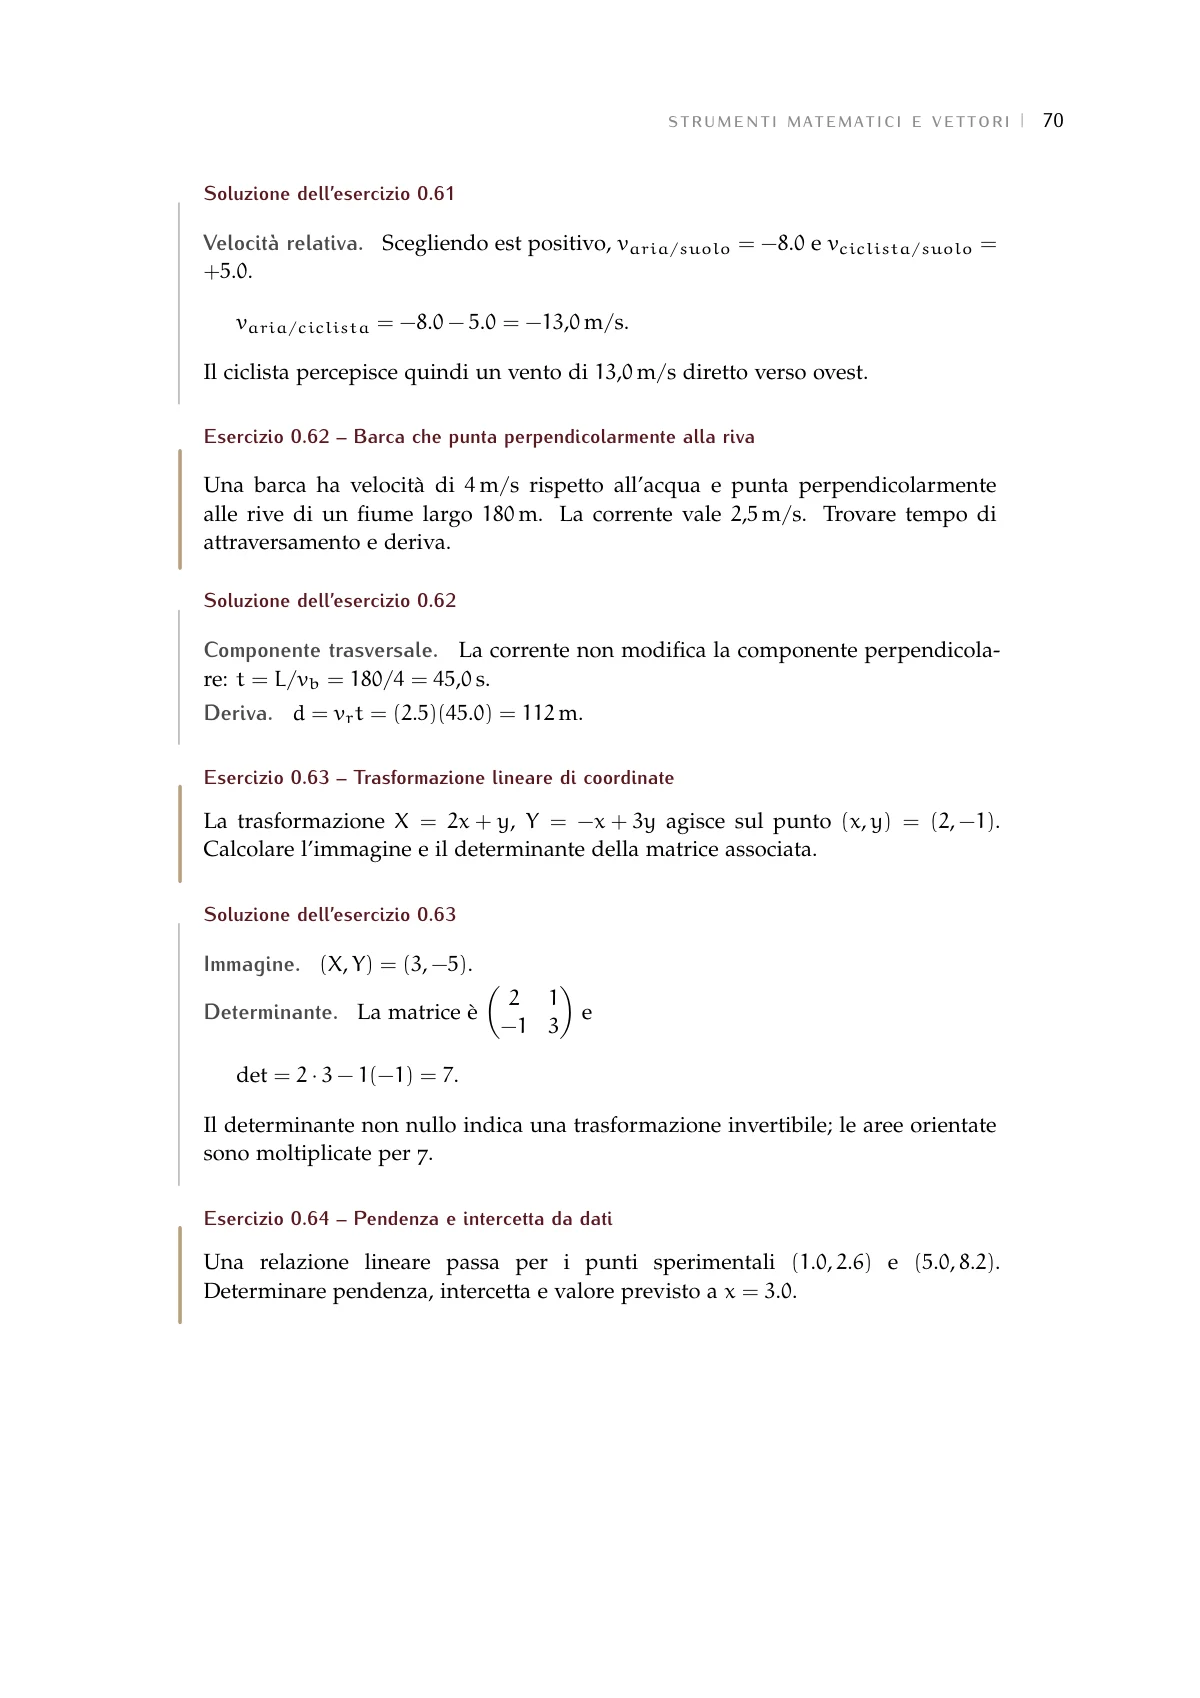 STRUMENTI MATEMATICI E VETTORI | 70
Soluzione dell'esercizio 0.61
Velocità relativa. Scegliendo est positivo, v_aria/suolo = −8.0 e v_ciclista/suolo =
+5.0.
v_aria/ciclista = −8.0 − 5.0 = −13,0 m/s.
Il ciclista percepisce quindi un vento di 13,0 m/s diretto verso ovest.
Esercizio 0.62 – Barca che punta perpendicolarmente alla riva
Una barca ha velocità di 4 m/s rispetto all'acqua e punta perpendicolarmente
alle rive di un fiume largo 180 m. La corrente vale 2,5 m/s. Trovare tempo di
attraversamento e deriva.
Soluzione dell'esercizio 0.62
Componente trasversale. La corrente non modifica la componente perpendicola-
re: t = L/v_b = 180/4 = 45,0 s.
Deriva. d = v_r t = (2.5)(45.0) = 112 m.
Esercizio 0.63 – Trasformazione lineare di coordinate
La trasformazione X = 2x + y, Y = −x + 3y agisce sul punto (x, y) = (2, −1).
Calcolare l'immagine e il determinante della matrice associata.
Soluzione dell'esercizio 0.63
Immagine. (X, Y) = (3, −5).
Determinante. La matrice è (2 1
−1 3) e
det = 2 · 3 − 1(−1) = 7.
Il determinante non nullo indica una trasformazione invertibile; le aree orientate
sono moltiplicate per 7.
Esercizio 0.64 – Pendenza e intercetta da dati
Una relazione lineare passa per i punti sperimentali (1.0, 2.6) e (5.0, 8.2).
Determinare pendenza, intercetta e valore previsto a x = 3.0.